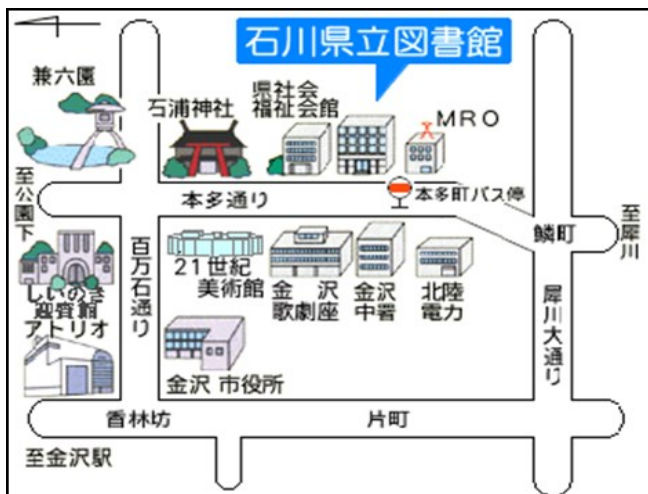 石川県立図書館
兼六園
石浦神社
県社会
福祉会館
MRO
至公園下
本多通り
本多町バス停
鱗町
至犀川
百万石通り
21世紀
美術館
金沢
歌劇座
金沢
中署
北陸
電力
犀川大通り
しいのき
迎賓館
アトリオ
金沢市役所
香林坊
片町
至金沢駅